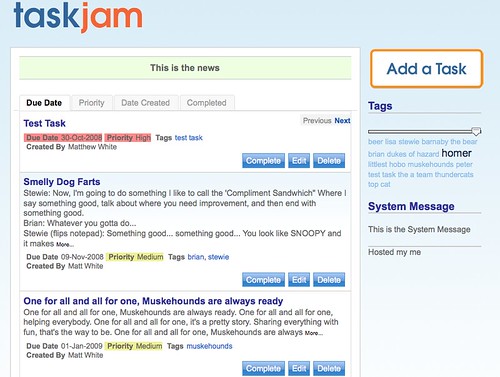 taskjam
This is the news
Add a Task
Due Date Priority Date Created Completed
Test Task
Previous Next
Due Date 30-Oct-2008 Priority High Tags test task
Created By Matthew White
Complete Edit Delete
Smelly Dog Farts
Stewie: Now, I'm going to do something I like to call the 'Compliment Sandwhich" Where I
say something good, talk about where you need improvement, and then end with
something good.
Brian: Whatever you gotta do...
Stewie (flips notepad): Something good... something good... You look like SNOOPY and
it makes More...
Due Date 09-Nov-2008 Priority Medium Tags brian, stewie
Created By Matt White
Complete Edit Delete
One for all and all for one, Muskehounds are always ready
One for all and all for one, Muskehounds are always ready. One for all and all for one,
helping everybody. One for all and all for one, it's a pretty story. Sharing everything with
fun, that's the way to be. One for all and all for one, Muskehounds are always More...
Due Date 01-Jan-2009 Priority Medium Tags muskehounds
Created By Matt White
Complete Edit Delete
Tags
beer lisa stewie barnaby the bear
brian dukes of hazard homer
littlest hobo muskehounds peter
test task the a team thundercats
top cat
System Message
This is the System Message
Hosted my me